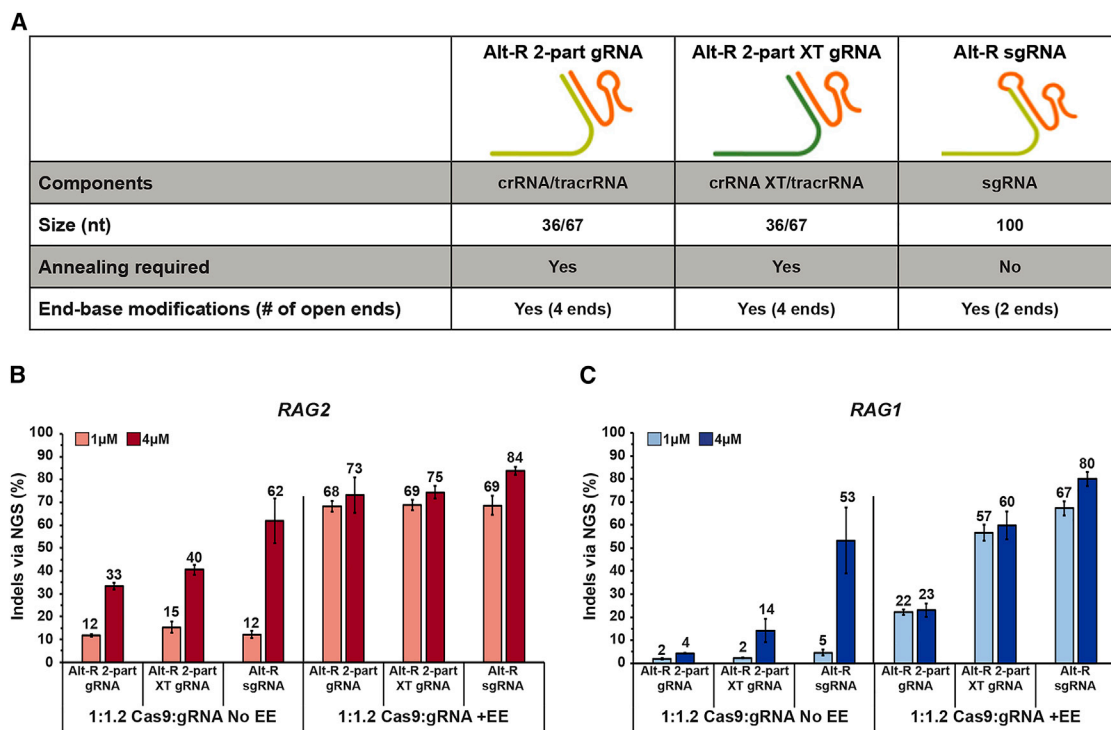 A
Alt-R 2-part gRNA Alt-R 2-part XT gRNA Alt-R sgRNA
Components crRNA/tracrRNA crRNA XT/tracrRNA sgRNA
Size (nt) 36/67 36/67 100
Annealing required Yes Yes No
End-base modifications (# of open ends) Yes (4 ends) Yes (4 ends) Yes (2 ends)
B
RAG2
1µM 4µM
Indels via NGS (%)
100
90
80
70
60
50
40
30
20
10
0
12 33 15 40 12 62 68 73 69 75 69 84
Alt-R 2-part Alt-R 2-part Alt-R Alt-R 2-part Alt-R 2-part Alt-R
gRNA XT gRNA sgRNA gRNA XT gRNA sgRNA
1:1.2 Cas9:gRNA No EE 1:1.2 Cas9:gRNA +EE
C
RAG1
1µM 4µM
Indels via NGS (%)
100
90
80
70
60
50
40
30
20
10
0
2 4 2 14 5 53 22 23 57 60 67 80
Alt-R 2-part Alt-R 2-part Alt-R Alt-R 2-part Alt-R 2-part Alt-R
gRNA XT gRNA sgRNA gRNA XT gRNA sgRNA
1:1.2 Cas9:gRNA No EE 1:1.2 Cas9:gRNA +EE